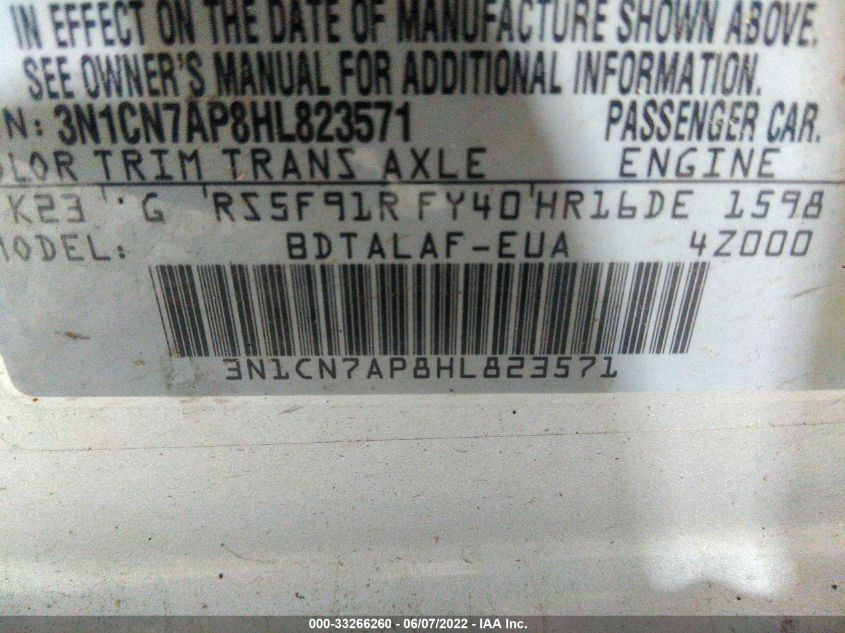 IN EFFECT ON THE DATE OF MANUFACTURE SHOWN ABOVE.
SEE OWNER'S MANUAL FOR ADDITIONAL INFORMATION.
N: 3N1CN7AP8HL823571 PASSENGER CAR.
OLOR TRIM TRANS AXLE ENGINE
K23 G RS5F91R FY40 HR16DE 1598
MODEL: BDTALAF-EUA 4Z000
3N1CN7AP8HL823571
000-33266260 - 06/07/2022 - IAA Inc.